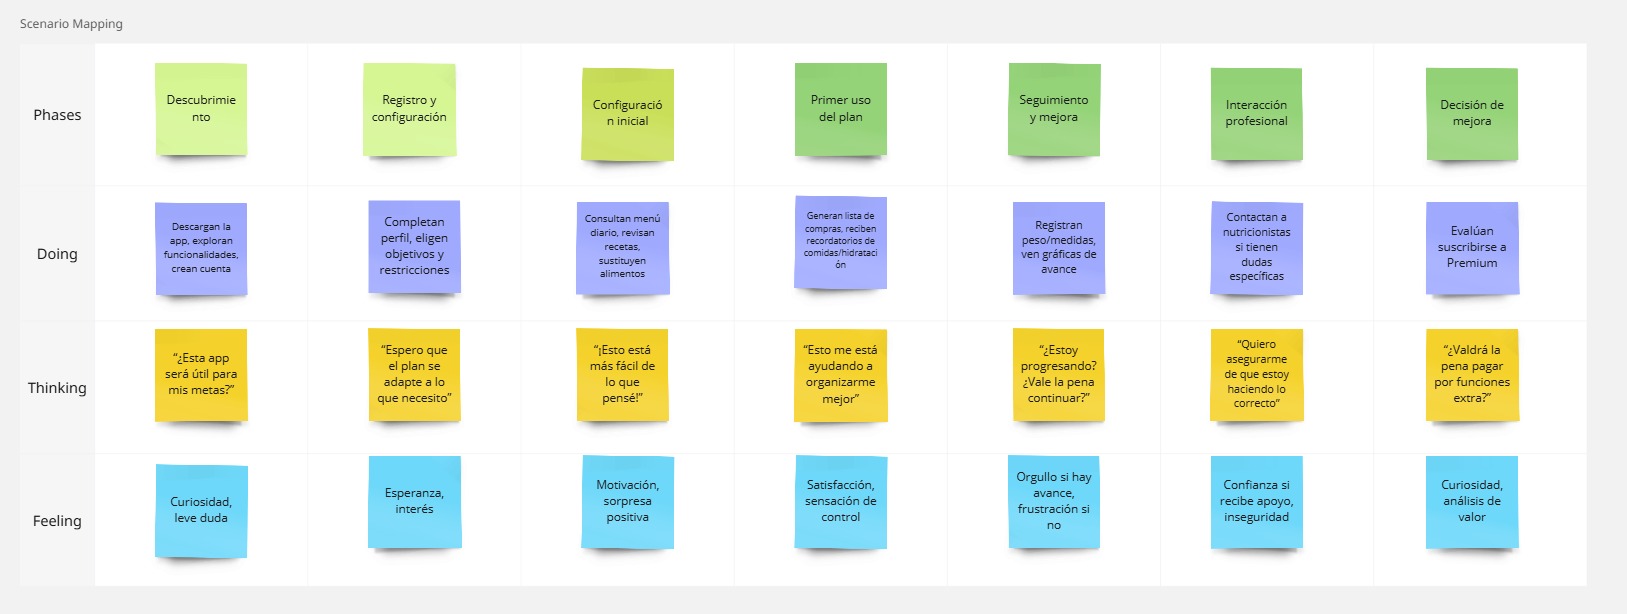 Scenario Mapping
Phases
Descubrimie
nto
Registro y
configuración
Configuració
n inicial
Primer uso
del plan
Seguimiento
y mejora
Interacción
profesional
Decisión de
mejora
Doing
Descargan la
app, exploran
funcionalidades,
crean cuenta
Completan
perfil, eligen
objetivos y
restricciones
Consultan menú
diario, revisan
recetas,
sustituyen
alimentos
Generan lista de
compras, reciben
recordatorios de
comidas/hidrataci
ón
Registran
peso/medidas,
ven gráficas de
avance
Contactan a
nutricionistas
si tienen
dudas
específicas
Evalúan
suscribirse a
Premium
Thinking
“¿Esta app
será útil para
mis metas?”
“Espero que
el plan se
adapte a lo
que necesito”
“¡Esto está
más fácil de
lo que
pensé!”
“Esto me está
ayudando a
organizarme
mejor”
“¿Estoy
progresando?
¿Vale la pena
continuar?”
“Quiero
asegurarme
de que estoy
haciendo lo
correcto”
“¿Valdrá la
pena pagar
por funciones
extra?”
Feeling
Curiosidad,
leve duda
Esperanza,
interés
Motivación,
sorpresa
positiva
Satisfacción,
sensación de
control
Orgullo si hay
avance,
frustración si
no
Confianza si
recibe apoyo,
inseguridad
Curiosidad,
análisis de
valor